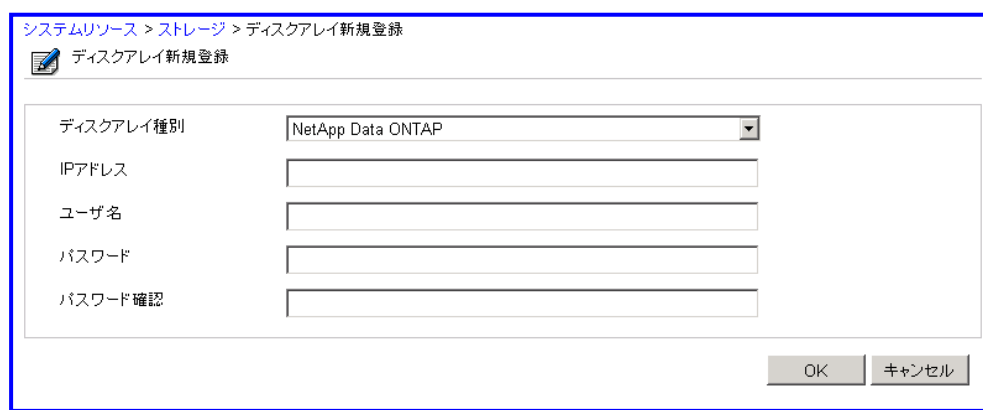 システムリソース > ストレージ > ディスクアレイ新規登録
ディスクアレイ新規登録
ディスクアレイ種別 NetApp Data ONTAP
IPアドレス
ユーザ名
パスワード
パスワード確認
OK キャンセル